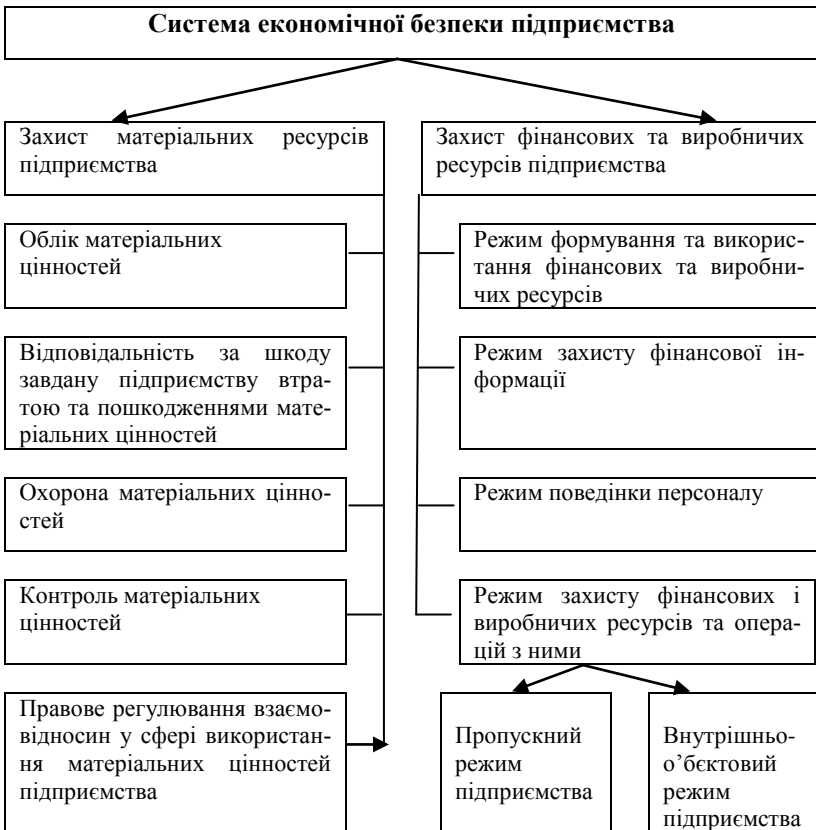 Система економічної безпеки підприємства
Захист матеріальних ресурсів
підприємства
Облік матеріальних
цінностей
Відповідальність за шкоду
завдану підприємству втра-
тою та пошкодженнями мате-
ріальних цінностей
Охорона матеріальних цінно-
стей
Контроль матеріальних
цінностей
Правове регулювання взаємо-
відносин у сфері використан-
ня матеріальних цінностей
підприємства
Захист фінансових та виробничих
ресурсів підприємства
Режим формування та викорис-
тання фінансових та виробни-
чих ресурсів
Режим захисту фінансової ін-
формації
Режим поведінки персоналу
Режим захисту фінансових і
виробничих ресурсів та опера-
цій з ними
Пропускний
режим
підприємства
Внутрішньо-
о’бєктовий
режим
підприємства